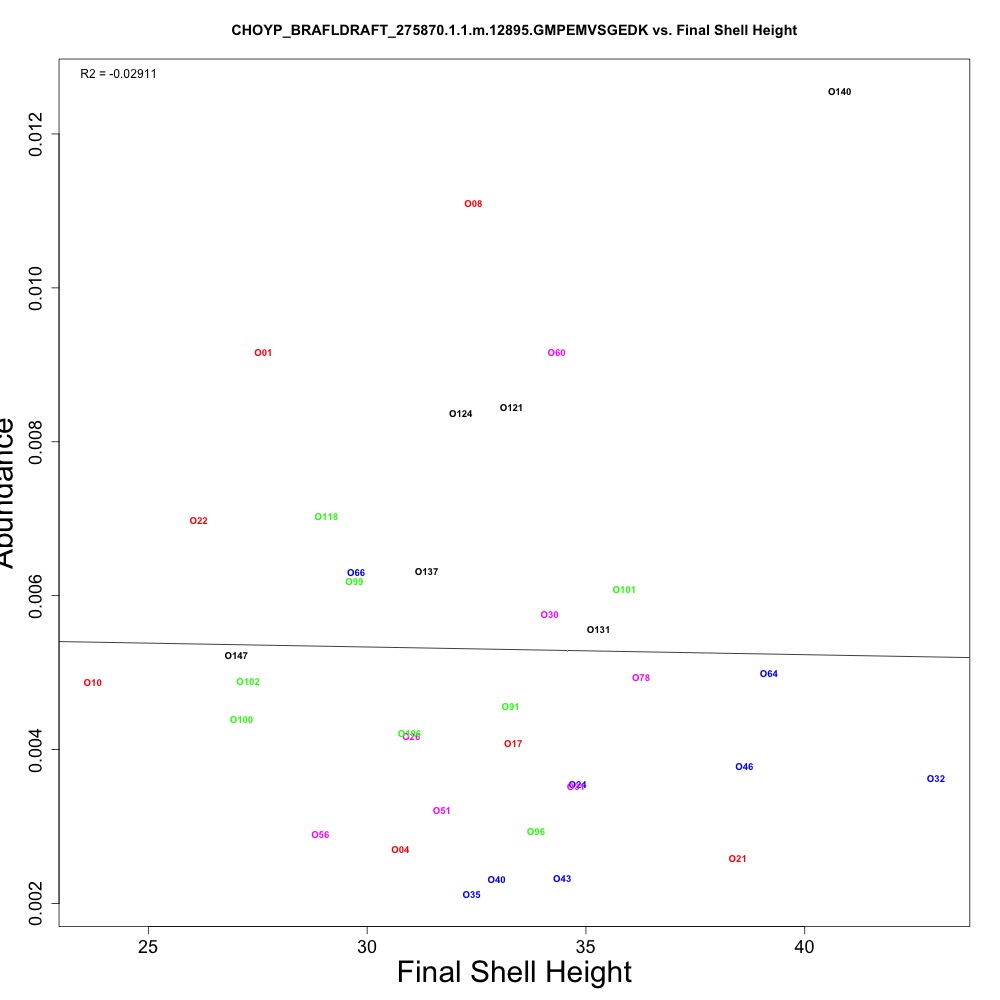 CHOYP_BRAFLDRAFT_275870.1.1.m.12895.GMPEMVSGEDK vs. Final Shell Height
R2 = -0.02911
O140
0.012
O08
0.010
O01
O60
O121
O124
0.008
Abundance
O118
O22
O137
O66
O99
O101
0.006
O30
O131
O147
O64
O78
O102
O10
O91
O100
0.004
O26
O17
O46
O32
O24
O51
O96
O56
O04
O21
O43
O40
O35
0.002
25
30
35
40
Final Shell Height